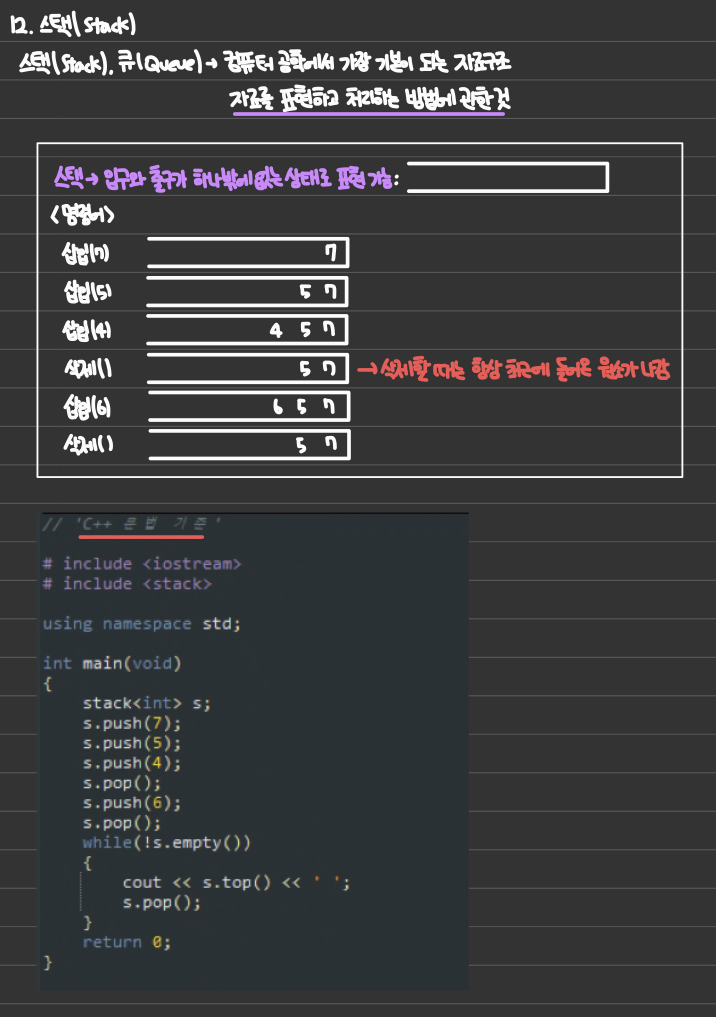 12. 스택(Stack)
스택(Stack), 큐(Queue) → 컴퓨터 공학에서 가장 기본이 되는 자료구조
자료를 표현하고 처리하는 방법에 관한 것
스택 → 입구와 출구가 하나밖에 없는 상태로 표현 가능:
<명령어>
삽입(7) 7
삽입(5) 5 7
삽입(4) 4 5 7
삭제() 5 7 → 삭제할 때는 항상 최근에 들어온 원소가 나감
삽입(6) 6 5 7
삭제() 5 7
// 'C++ 문법 기준'
# include <iostream>
# include <stack>
using namespace std;
int main(void)
{
stack<int> s;
s.push(7);
s.push(5);
s.push(4);
s.pop();
s.push(6);
s.pop();
while(!s.empty())
{
cout << s.top() << ' ';
s.pop();
}
return 0;
}